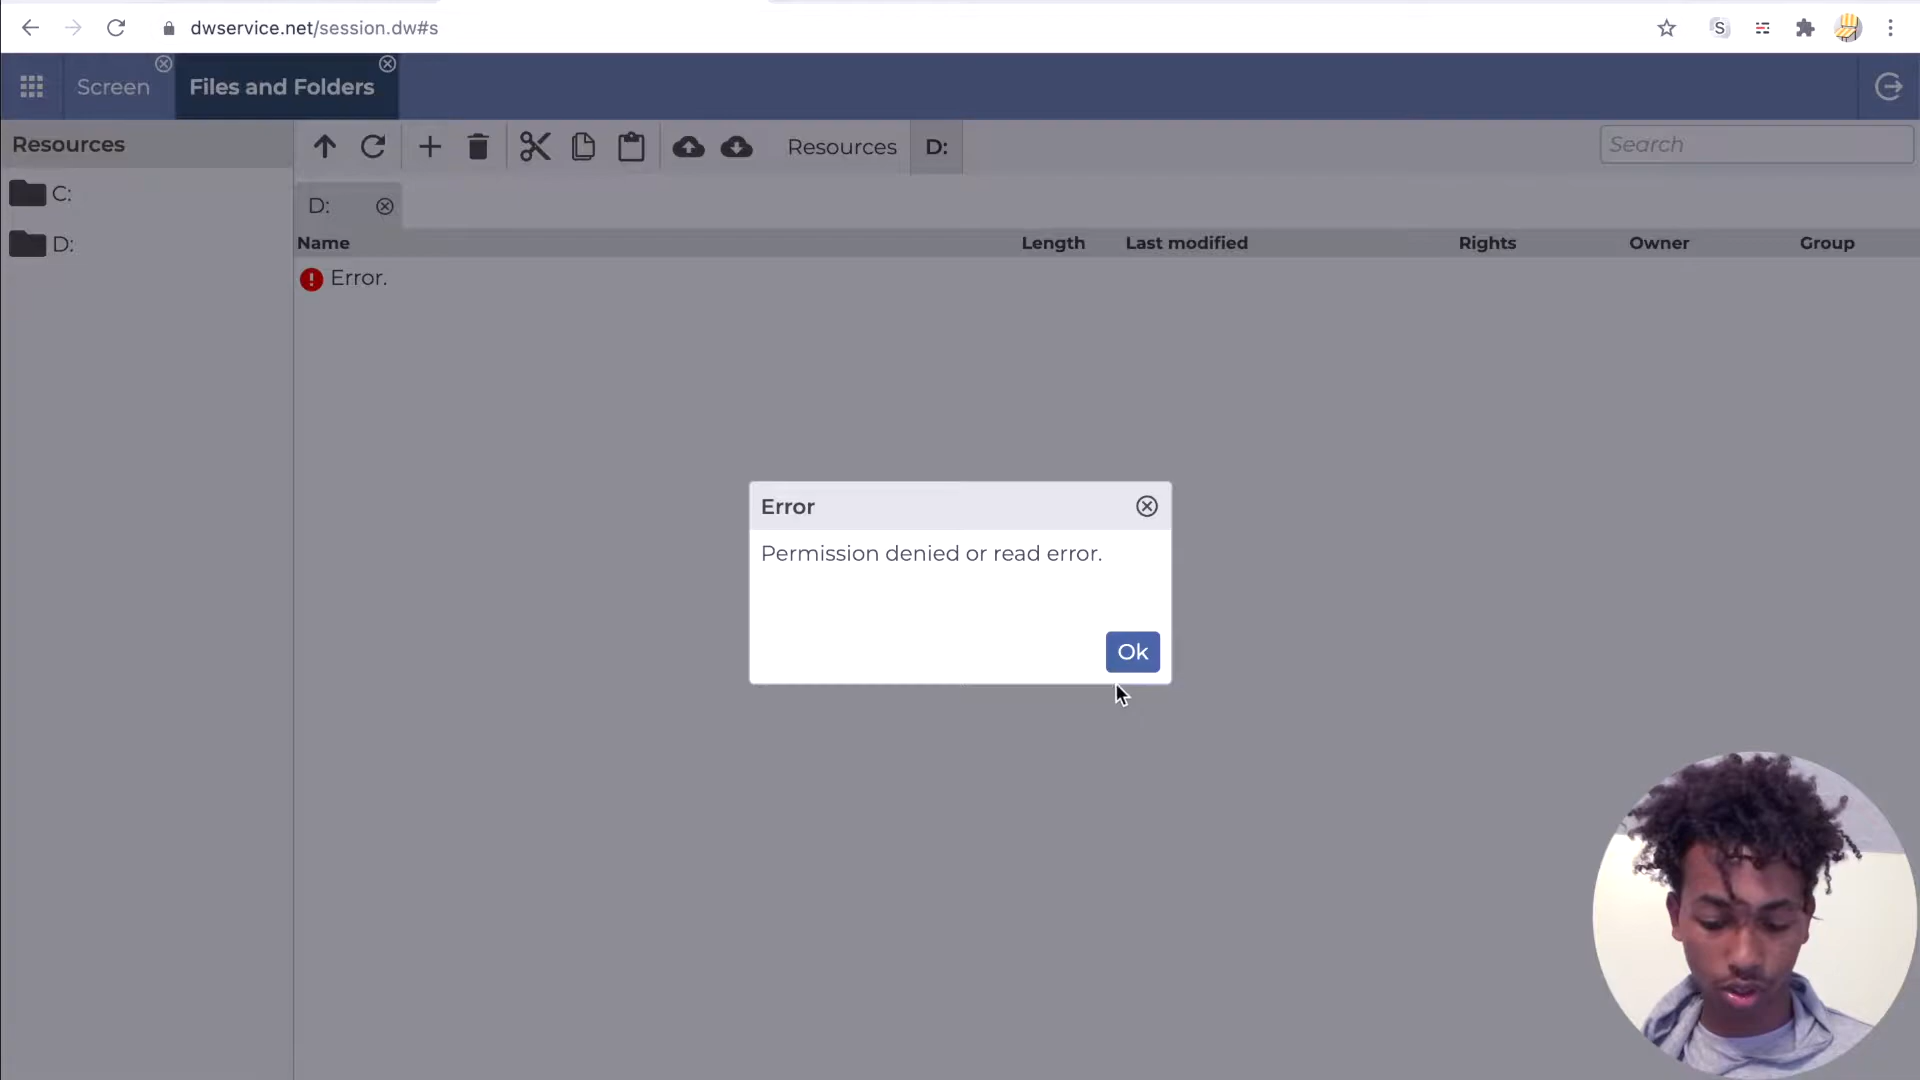 dwservice.net/session.dw#s
S
Screen
Files and Folders
Resources
Resources
D:
Search
C:
D:
D:
Name
Length
Last modified
Rights
Owner
Group
Error.
Error
Permission denied or read error.
Ok